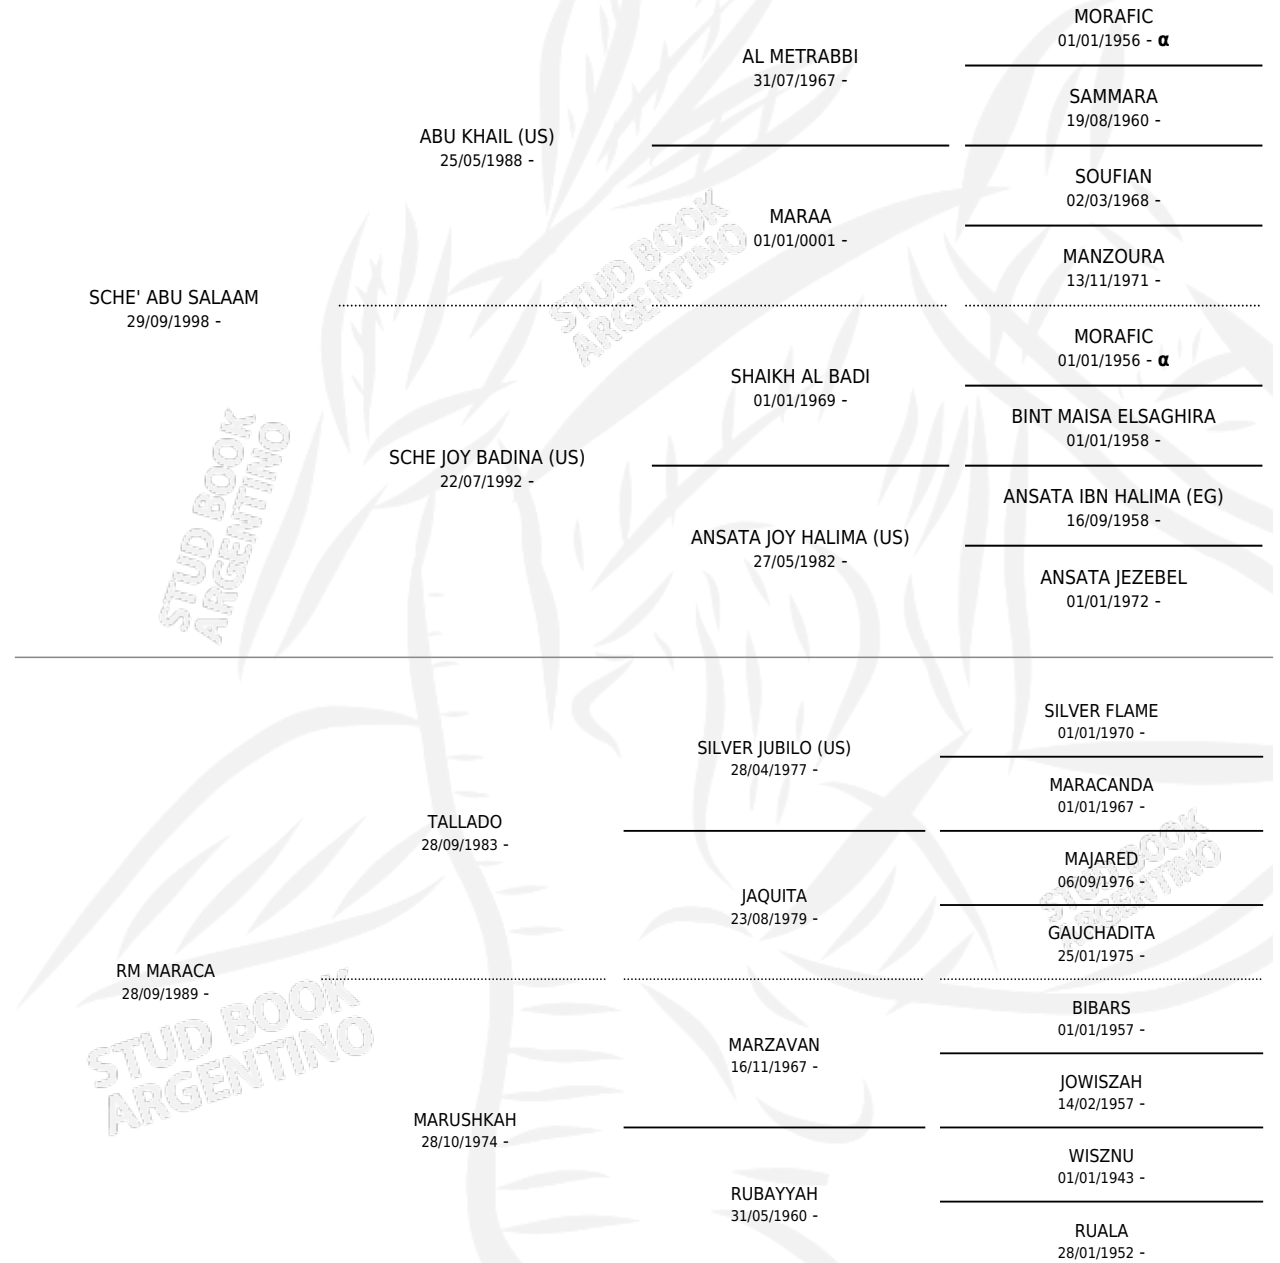 MORAFIC
01/01/1956 - α
AL METRABBI
31/07/1967 -
SAMMARA
19/08/1960 -
ABU KHAIL (US)
25/05/1988 -
SOUFIAN
02/03/1968 -
MARAA
01/01/0001 -
MANZOURA
13/11/1971 -
SCHE' ABU SALAAM
29/09/1998 -
MORAFIC
01/01/1956 - α
SHAIKH AL BADI
01/01/1969 -
BINT MAISA ELSAGHIRA
01/01/1958 -
SCHE JOY BADINA (US)
22/07/1992 -
ANSATA IBN HALIMA (EG)
16/09/1958 -
ANSATA JOY HALIMA (US)
27/05/1982 -
ANSATA JEZEBEL
01/01/1972 -
STUD BOOK
ARGENTINO
STUD BOOK
ARGENTINO
SILVER FLAME
01/01/1970 -
SILVER JUBILO (US)
28/04/1977 -
MARACANDA
01/01/1967 -
TALLADO
28/09/1983 -
MAJARED
06/09/1976 -
JAQUITA
23/08/1979 -
GAUCHADITA
25/01/1975 -
RM MARACA
28/09/1989 -
BIBARS
01/01/1957 -
MARZAVAN
16/11/1967 -
JOWISZAH
14/02/1957 -
MARUSHKAH
28/10/1974 -
WISZNU
01/01/1943 -
RUBAYYAH
31/05/1960 -
RUALA
28/01/1952 -
STUD BOOK
ARGENTINO
STUD BOOK
ARGENTINO